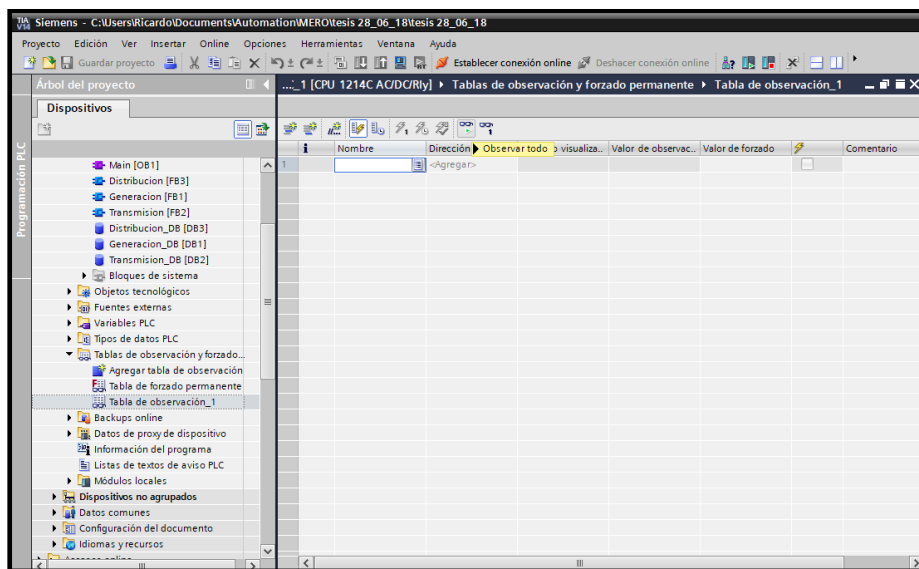 TIA V14 Siemens - C:\Users\Ricardo\Documents\Automation\MERO\tesis 28_06_18\tesis 28_06_18
Proyecto Edición Ver Insertar Online Opciones Herramientas Ventana Ayuda
Guardar proyecto Establecer conexión online Deshacer conexión online
Árbol del proyecto
..._1 [CPU 1214C AC/DC/Rly] Tablas de observación y forzado permanente Tabla de observación_1
Dispositivos
i Nombre Dirección Observar todo visualiza.. Valor de observac.. Valor de forzado Comentario
1 <Agregar>
Programación PLC
Main [OB1]
Distribucion [FB3]
Generacion [FB1]
Transmision [FB2]
Distribucion_DB [DB3]
Generacion_DB [DB1]
Transmision_DB [DB2]
Bloques de sistema
Objetos tecnológicos
Fuentes externas
Variables PLC
Tipos de datos PLC
Tablas de observación y forzado...
Agregar tabla de observación
Tabla de forzado permanente
Tabla de observación_1
Backups online
Datos de proxy de dispositivo
Información del programa
Listas de textos de aviso PLC
Módulos locales
Dispositivos no agrupados
Datos comunes
Configuración del documento
Idiomas y recursos